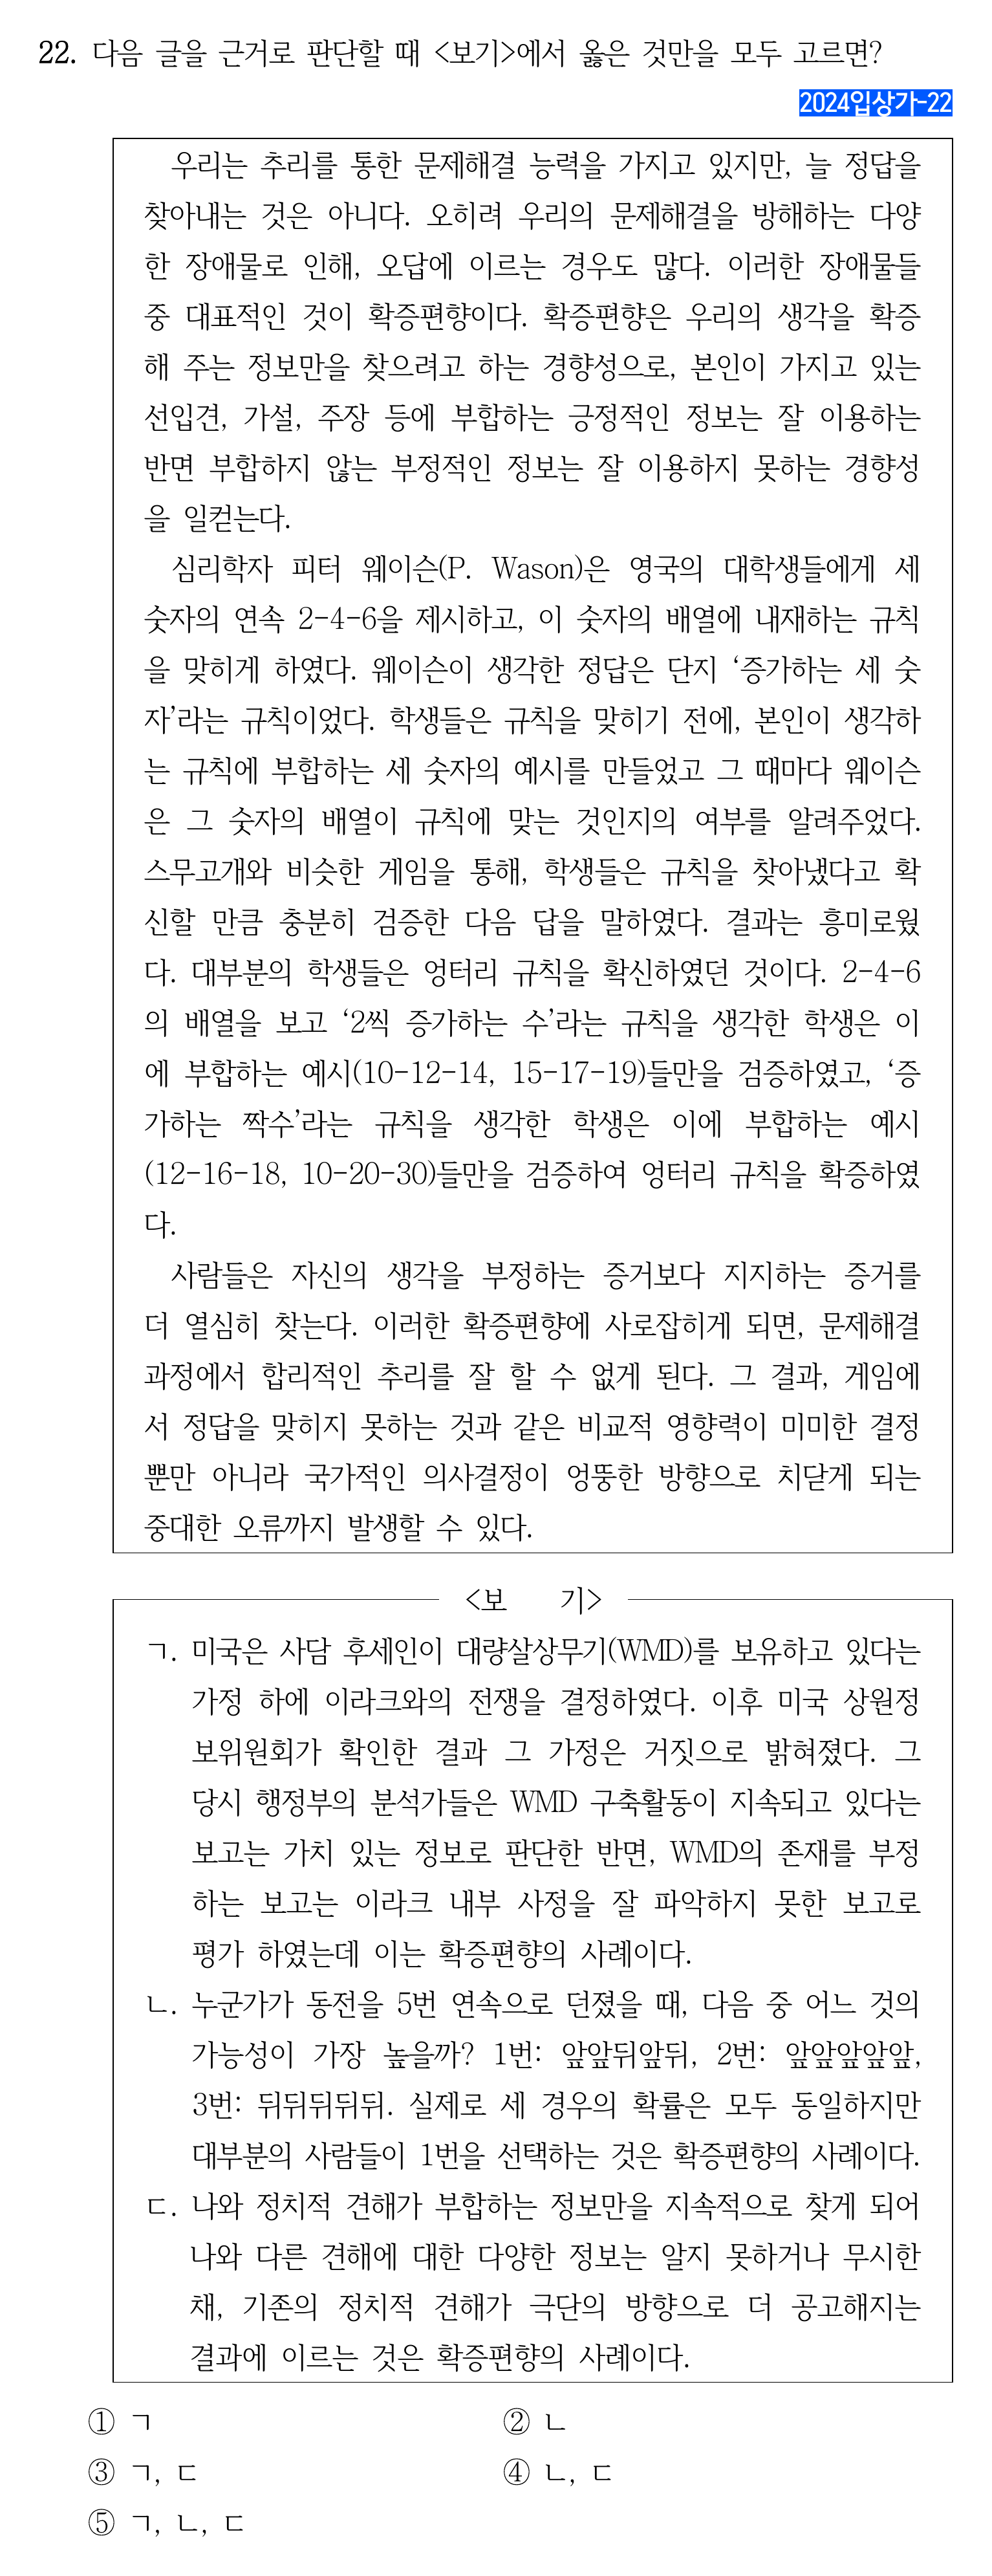 22. 다음 글을 근거로 판단할 때 <보기>에서 옳은 것만을 모두 고르면?
2024입상가-22
우리는 추리를 통한 문제해결 능력을 가지고 있지만, 늘 정답을
찾아내는 것은 아니다. 오히려 우리의 문제해결을 방해하는 다양
한 장애물로 인해, 오답에 이르는 경우도 많다. 이러한 장애물들
중 대표적인 것이 확증편향이다. 확증편향은 우리의 생각을 확증
해 주는 정보만을 찾으려고 하는 경향성으로, 본인이 가지고 있는
선입견, 가설, 주장 등에 부합하는 긍정적인 정보는 잘 이용하는
반면 부합하지 않는 부정적인 정보는 잘 이용하지 못하는 경향성
을 일컫는다.
심리학자 피터 웨이슨(P. Wason)은 영국의 대학생들에게 세
숫자의 연속 2-4-6을 제시하고, 이 숫자의 배열에 내재하는 규칙
을 맞히게 하였다. 웨이슨이 생각한 정답은 단지 ‘증가하는 세 숫
자’라는 규칙이었다. 학생들은 규칙을 맞히기 전에, 본인이 생각하
는 규칙에 부합하는 세 숫자의 예시를 만들었고 그 때마다 웨이슨
은 그 숫자의 배열이 규칙에 맞는 것인지의 여부를 알려주었다.
스무고개와 비슷한 게임을 통해, 학생들은 규칙을 찾아냈다고 확
신할 만큼 충분히 검증한 다음 답을 말하였다. 결과는 흥미로웠
다. 대부분의 학생들은 엉터리 규칙을 확신하였던 것이다. 2-4-6
의 배열을 보고 ‘2씩 증가하는 수’라는 규칙을 생각한 학생은 이
에 부합하는 예시(10-12-14, 15-17-19)들만을 검증하였고, ‘증
가하는 짝수’라는 규칙을 생각한 학생은 이에 부합하는 예시
(12-16-18, 10-20-30)들만을 검증하여 엉터리 규칙을 확증하였
다.
사람들은 자신의 생각을 부정하는 증거보다 지지하는 증거를
더 열심히 찾는다. 이러한 확증편향에 사로잡히게 되면, 문제해결
과정에서 합리적인 추리를 잘 할 수 없게 된다. 그 결과, 게임에
서 정답을 맞히지 못하는 것과 같은 비교적 영향력이 미미한 결정
뿐만 아니라 국가적인 의사결정이 엉뚱한 방향으로 치닫게 되는
중대한 오류까지 발생할 수 있다.
<보 기>
ㄱ. 미국은 사담 후세인이 대량살상무기(WMD)를 보유하고 있다는
가정 하에 이라크와의 전쟁을 결정하였다. 이후 미국 상원정
보위원회가 확인한 결과 그 가정은 거짓으로 밝혀졌다. 그
당시 행정부의 분석가들은 WMD 구축활동이 지속되고 있다는
보고는 가치 있는 정보로 판단한 반면, WMD의 존재를 부정
하는 보고는 이라크 내부 사정을 잘 파악하지 못한 보고로
평가 하였는데 이는 확증편향의 사례이다.
ㄴ. 누군가가 동전을 5번 연속으로 던졌을 때, 다음 중 어느 것의
가능성이 가장 높을까? 1번: 앞앞뒤앞뒤, 2번: 앞앞앞앞앞,
3번: 뒤뒤뒤뒤뒤. 실제로 세 경우의 확률은 모두 동일하지만
대부분의 사람들이 1번을 선택하는 것은 확증편향의 사례이다.
ㄷ. 나와 정치적 견해가 부합하는 정보만을 지속적으로 찾게 되어
나와 다른 견해에 대한 다양한 정보는 알지 못하거나 무시한
채, 기존의 정치적 견해가 극단의 방향으로 더 공고해지는
결과에 이르는 것은 확증편향의 사례이다.
① ㄱ ② ㄴ
③ ㄱ, ㄷ ④ ㄴ, ㄷ
⑤ ㄱ, ㄴ, ㄷ